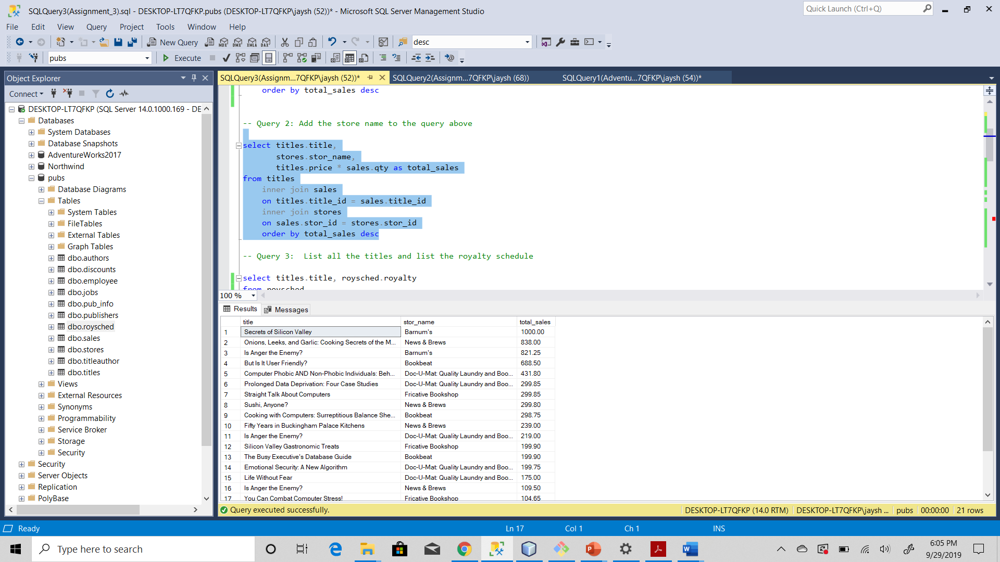 SQLQuery3(Assignment_3).sql - DESKTOP-LT7QFKP.pubs (DESKTOP-LT7QFKP\jaysh (52))* - Microsoft SQL Server Management Studio
Quick Launch (Ctrl+Q)
File Edit View Query Project Tools Window Help
New Query MDX DMX XMLA DAX desc
pubs Execute
Object Explorer
Connect
DESKTOP-LT7QFKP (SQL Server 14.0.1000.169 - DE
Databases
System Databases
Database Snapshots
AdventureWorks2017
Northwind
pubs
Database Diagrams
Tables
System Tables
FileTables
External Tables
Graph Tables
dbo.authors
dbo.discounts
dbo.employee
dbo.jobs
dbo.pub_info
dbo.publishers
dbo.roysched
dbo.sales
dbo.stores
dbo.titleauthor
dbo.titles
Views
External Resources
Synonyms
Programmability
Service Broker
Storage
Security
Security
Server Objects
Replication
PolyBase
SQLQuery3(Assignm...7QFKP\jaysh (52))* SQLQuery2(Assignm...7QFKP\jaysh (68)) SQLQuery1(Adventu...7QFKP\jaysh (54))*
order by total_sales desc
-- Query 2: Add the store name to the query above
select titles.title,
stores.stor_name,
titles.price * sales.qty as total_sales
from titles
inner join sales
on titles.title_id = sales.title_id
inner join stores
on sales.stor_id = stores.stor_id
order by total_sales desc
-- Query 3:  List all the titles and list the royalty schedule
select titles.title, roysched.royalty
from roysched
100 %
Results Messages
title stor_name total_sales
1 Secrets of Silicon Valley Barnum's 1000.00
2 Onions, Leeks, and Garlic: Cooking Secrets of the M... News & Brews 838.00
3 Is Anger the Enemy? Barnum's 821.25
4 But Is It User Friendly? Bookbeat 688.50
5 Computer Phobic AND Non-Phobic Individuals: Beh... Doc-U-Mat: Quality Laundry and Boo... 431.80
6 Prolonged Data Deprivation: Four Case Studies Doc-U-Mat: Quality Laundry and Boo... 299.85
7 Straight Talk About Computers Fricative Bookshop 299.85
8 Sushi, Anyone? News & Brews 299.80
9 Cooking with Computers: Surreptitious Balance She... Bookbeat 298.75
10 Fifty Years in Buckingham Palace Kitchens News & Brews 239.00
11 Is Anger the Enemy? Doc-U-Mat: Quality Laundry and Boo... 219.00
12 Silicon Valley Gastronomic Treats Fricative Bookshop 199.90
13 The Busy Executive's Database Guide Bookbeat 199.90
14 Emotional Security: A New Algorithm Doc-U-Mat: Quality Laundry and Boo... 199.75
15 Life Without Fear Doc-U-Mat: Quality Laundry and Boo... 175.00
16 Is Anger the Enemy? News & Brews 109.50
17 You Can Combat Computer Stress! Fricative Bookshop 104.65
Query executed successfully. DESKTOP-LT7QFKP (14.0 RTM) DESKTOP-LT7QFKP\jaysh ... pubs 00:00:00 21 rows
Ready Ln 17 Col 1 Ch 1 INS
Type here to search
6:05 PM
9/29/2019